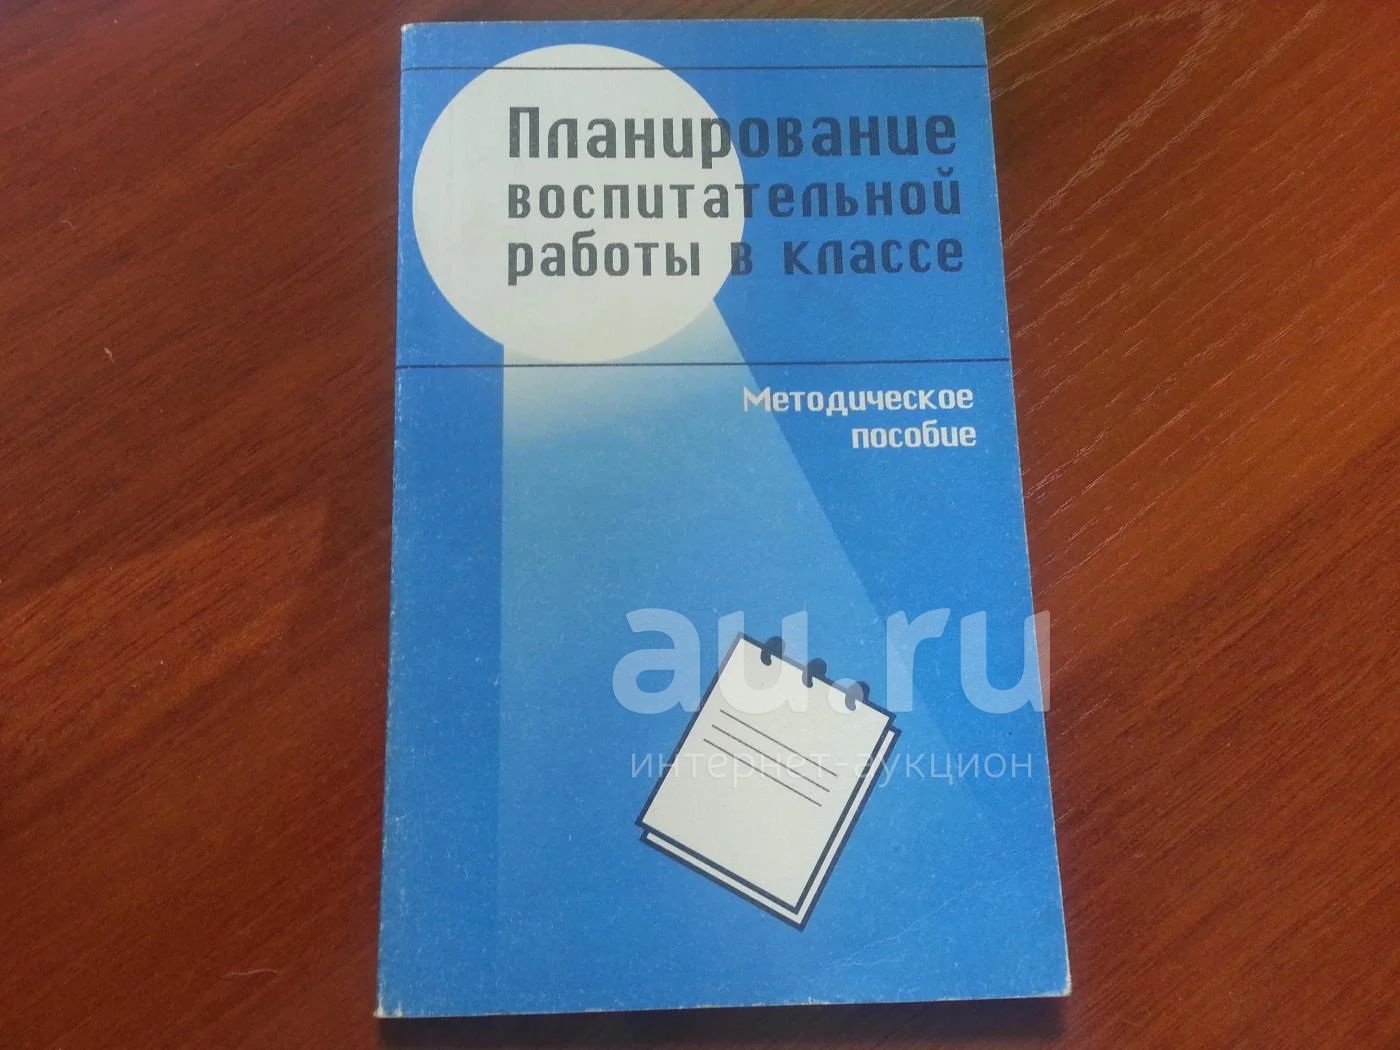 Планирование
воспитательной
работы в классе
Методическое
пособие
au.ru
интернет-аукцион